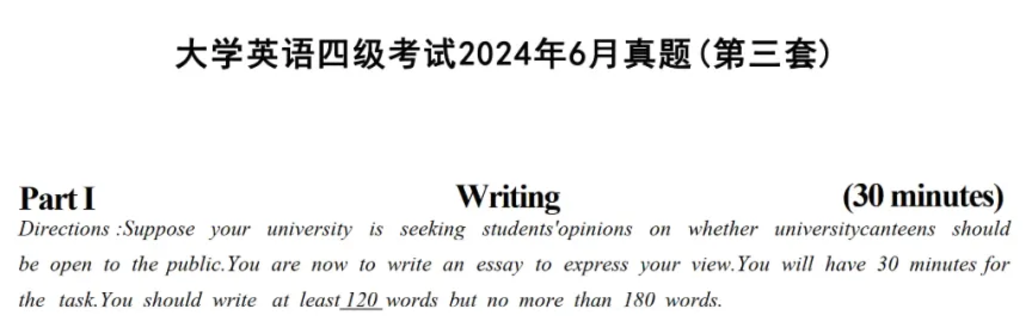 大学英语四级考试2024年6月真题(第三套)
Part I Writing (30 minutes)
Directions :Suppose your university is seeking students'opinions on whether universitycanteens should
be open to the public.You are now to write an essay to express your view.You will have 30 minutes for
the task.You should write at least 120 words but no more than 180 words.